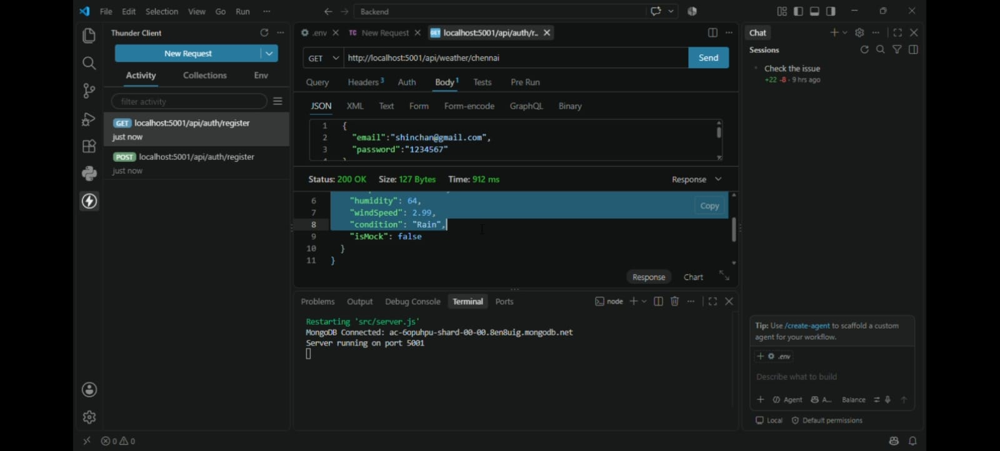 File Edit Selection View Go Run ···
Backend
Thunder Client
New Request
Activity Collections Env
filter activity
GET localhost:5001/api/auth/register
just now
POST localhost:5001/api/auth/register
just now
.env
TC New Request
GET localhost:5001/api/auth/r..
GET http://localhost:5001/api/weather/chennai Send
Query Headers 3 Auth Body 1 Tests Pre Run
JSON XML Text Form Form-encode GraphQL Binary
1 {
2 "email":"shinchan@gmail.com",
3 "password":"1234567"
Status: 200 OK Size: 127 Bytes Time: 912 ms Response
6 "humidity": 64,
Copy
7 "windSpeed": 2.99,
8 "condition": "Rain",
9 "isMock": false
10 }
11 }
Response Chart
Problems Output Debug Console Terminal Ports node
Restarting 'src/server.js'
MongoDB Connected: ac-6opuhpu-shard-00-00.8en8uig.mongodb.net
Server running on port 5001
Chat
Sessions
Check the issue
+22 -8 · 9 hrs ago
Tip: Use /create-agent to scaffold a custom
agent for your workflow.
.env
Describe what to build
Agent A... Balance
Local Default permissions
0 0